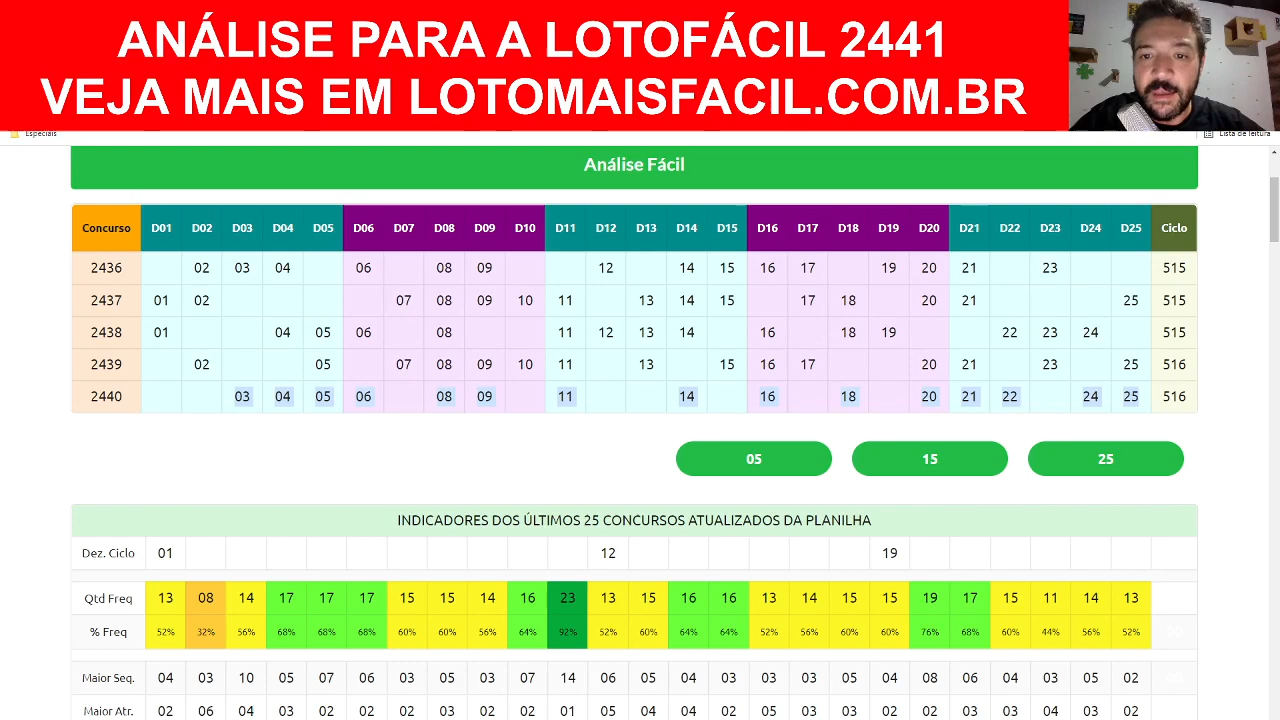 ANÁLISE PARA A LOTOFÁCIL 2441
VEJA MAIS EM LOTOMAISFACIL.COM.BR
Especiais
Lista de leitura
Análise Fácil
Concurso D01 D02 D03 D04 D05 D06 D07 D08 D09 D10 D11 D12 D13 D14 D15 D16 D17 D18 D19 D20 D21 D22 D23 D24 D25 Ciclo
2436 02 03 04 06 08 09 12 14 15 16 17 19 20 21 23 515
2437 01 02 07 08 09 10 11 13 14 15 17 18 20 21 25 515
2438 01 04 05 06 08 11 12 13 14 16 18 19 22 23 24 515
2439 02 05 07 08 09 10 11 13 15 16 17 20 21 23 25 516
2440 03 04 05 06 08 09 11 14 16 18 20 21 22 24 25 516
05 15 25
INDICADORES DOS ÚLTIMOS 25 CONCURSOS ATUALIZADOS DA PLANILHA
Dez. Ciclo 01 12 19
Qtd Freq 13 08 14 17 17 17 15 15 14 16 23 13 15 16 16 13 14 15 15 19 17 15 11 14 13
% Freq 52% 32% 56% 68% 68% 68% 60% 60% 56% 64% 92% 52% 60% 64% 64% 52% 56% 60% 60% 76% 68% 60% 44% 56% 52%
Maior Seq. 04 03 10 05 07 06 03 05 03 07 14 06 05 04 03 03 03 05 04 08 06 04 03 05 02
Maior Atr. 02 06 04 03 02 02 03 02 02 02 01 05 04 04 02 05 03 03 02 02 03 03 04 03 02